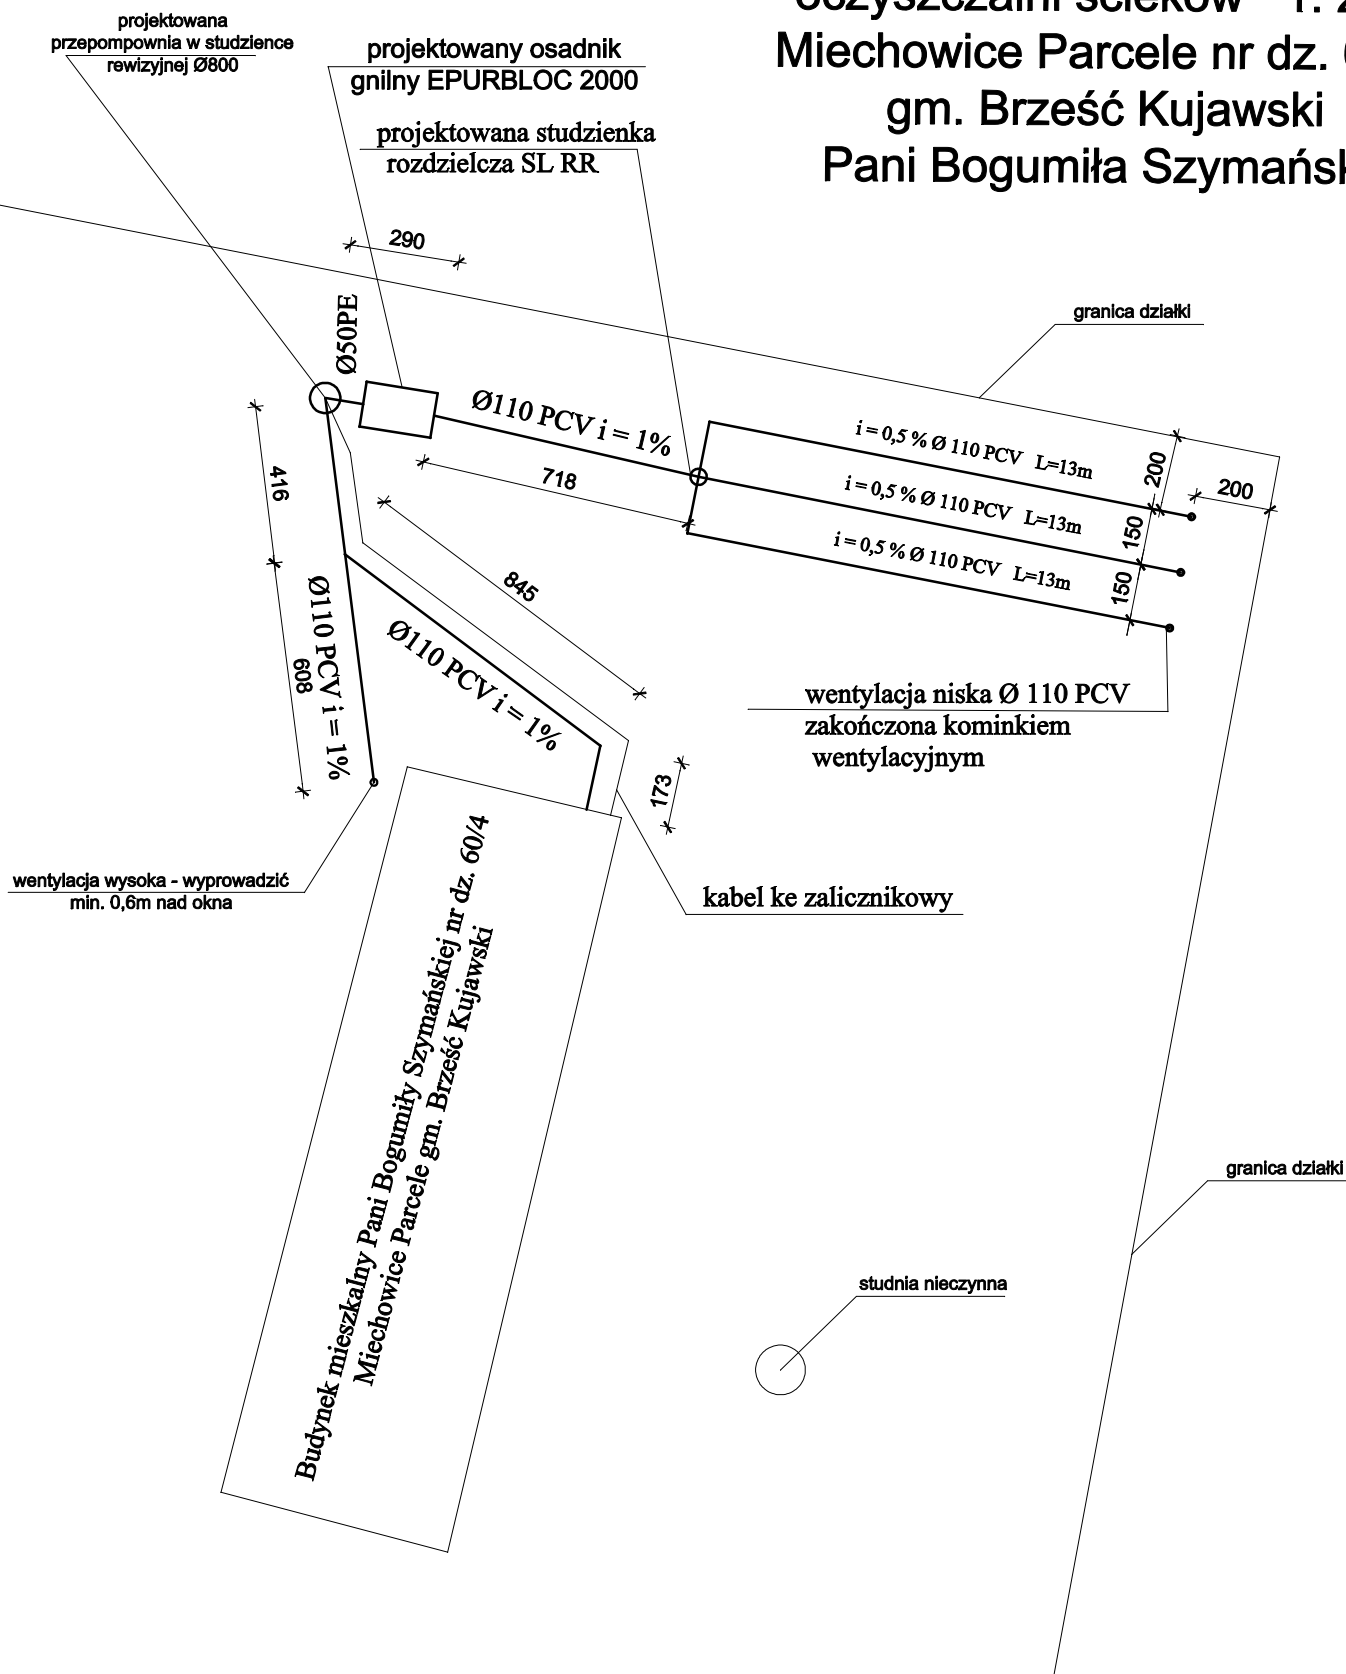 Miechowice Parcele nr dz.
gm. Brześć Kujawski
Pani Bogumiła
projektowana
przepompownia w studzience
rewizyjnej Ø800
projektowany osadnik
gnilny EPURBLOC 2000
projektowana studzienka
rozdzielcza SL RR
290
granica działki
Ø50PE
Ø110 PCV i = 1%
718
i = 0,5 % Ø 110 PCV L=13m
i = 0,5 % Ø 110 PCV L=13m
i = 0,5 % Ø 110 PCV L=13m
200
200
150
150
416
608
Ø110 PCV i = 1%
845
Ø110 PCV i = 1%
173
wentylacja niska Ø 110 PCV
zakończona kominkiem
wentylacyjnym
wentylacja wysoka - wyprowadzić
min. 0,6m nad okna
kabel ke zalicznikowy
Budynek mieszkalny Pani Bogumiły Szymańskiej nr dz. 60/4
Miechowice Parcele gm. Brześć Kujawski
granica działki
studnia nieczynna